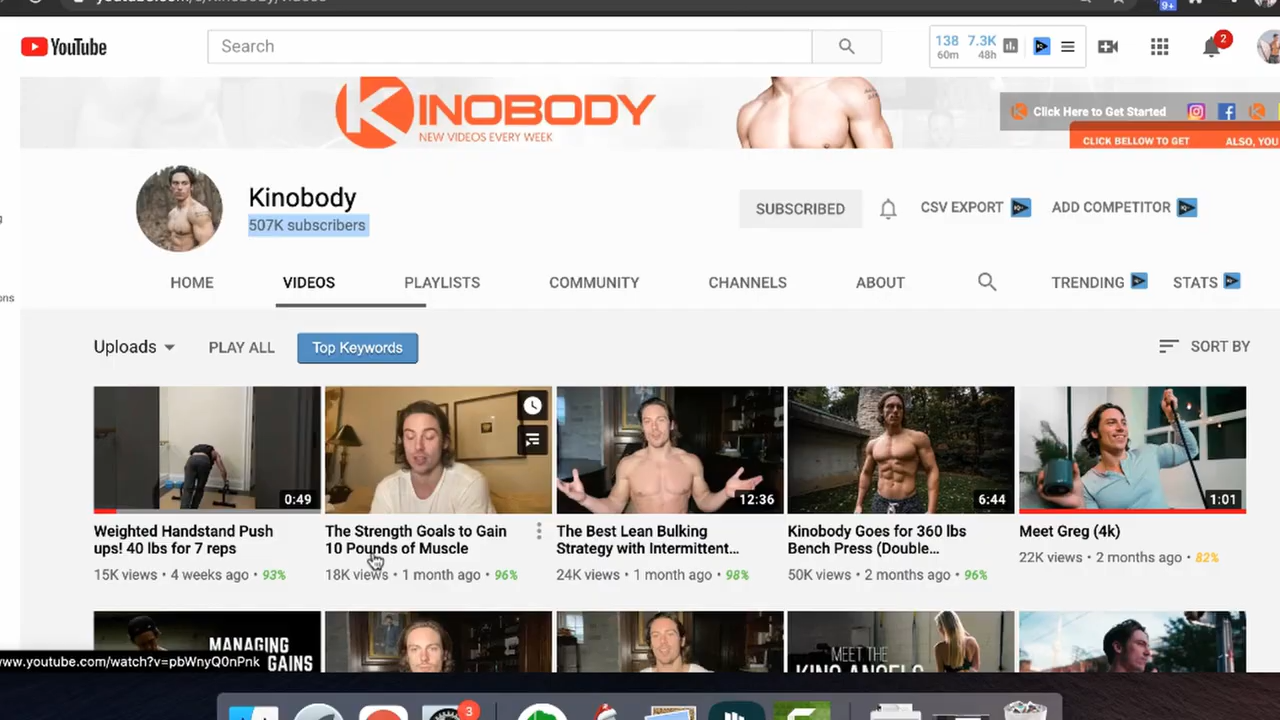 YouTube
Search
138 7.3K
60m 48h
9+
2
KINOBODY
NEW VIDEOS EVERY WEEK
Click Here to Get Started
CLICK BELLOW TO GET ALSO, YOU
Kinobody
507K subscribers
SUBSCRIBED
CSV EXPORT
ADD COMPETITOR
HOME
VIDEOS
PLAYLISTS
COMMUNITY
CHANNELS
ABOUT
TRENDING
STATS
Uploads
PLAY ALL
Top Keywords
SORT BY
0:49
12:36
6:44
1:01
Weighted Handstand Push
ups! 40 lbs for 7 reps
15K views • 4 weeks ago • 93%
The Strength Goals to Gain
10 Pounds of Muscle
18K views • 1 month ago • 96%
The Best Lean Bulking
Strategy with Intermittent...
24K views • 1 month ago • 98%
Kinobody Goes for 360 lbs
Bench Press (Double...
50K views • 2 months ago • 96%
Meet Greg (4k)
22K views • 2 months ago • 82%
MANAGING
GAINS
MEET THE
www.youtube.com/watch?v=pbWnyQ0nPnk
3